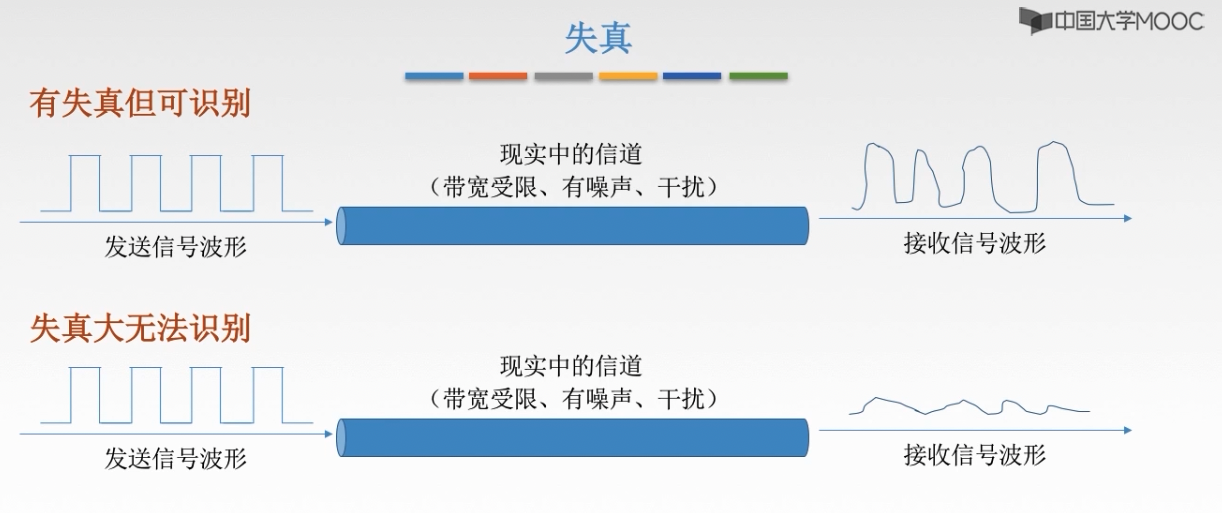 中国大学MOOC
失真
有失真但可识别
现实中的信道
（带宽受限、有噪声、干扰）
发送信号波形
接收信号波形
失真大无法识别
现实中的信道
（带宽受限、有噪声、干扰）
发送信号波形
接收信号波形